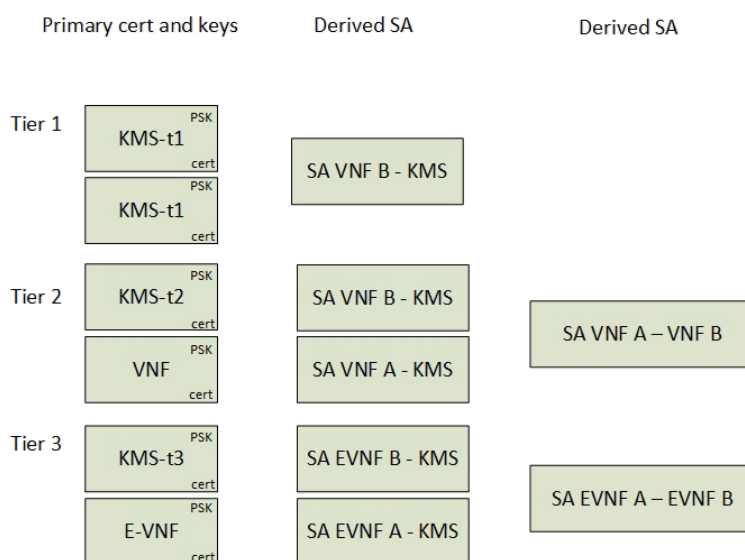 Primary cert and keys
Derived SA
Derived SA
Tier 1
PSK
KMS-t1
cert
PSK
KMS-t1
cert
SA VNF B - KMS
Tier 2
PSK
KMS-t2
cert
PSK
VNF
cert
SA VNF B - KMS
SA VNF A - KMS
SA VNF A – VNF B
Tier 3
PSK
KMS-t3
cert
PSK
E-VNF
cert
SA EVNF B - KMS
SA EVNF A - KMS
SA EVNF A – EVNF B